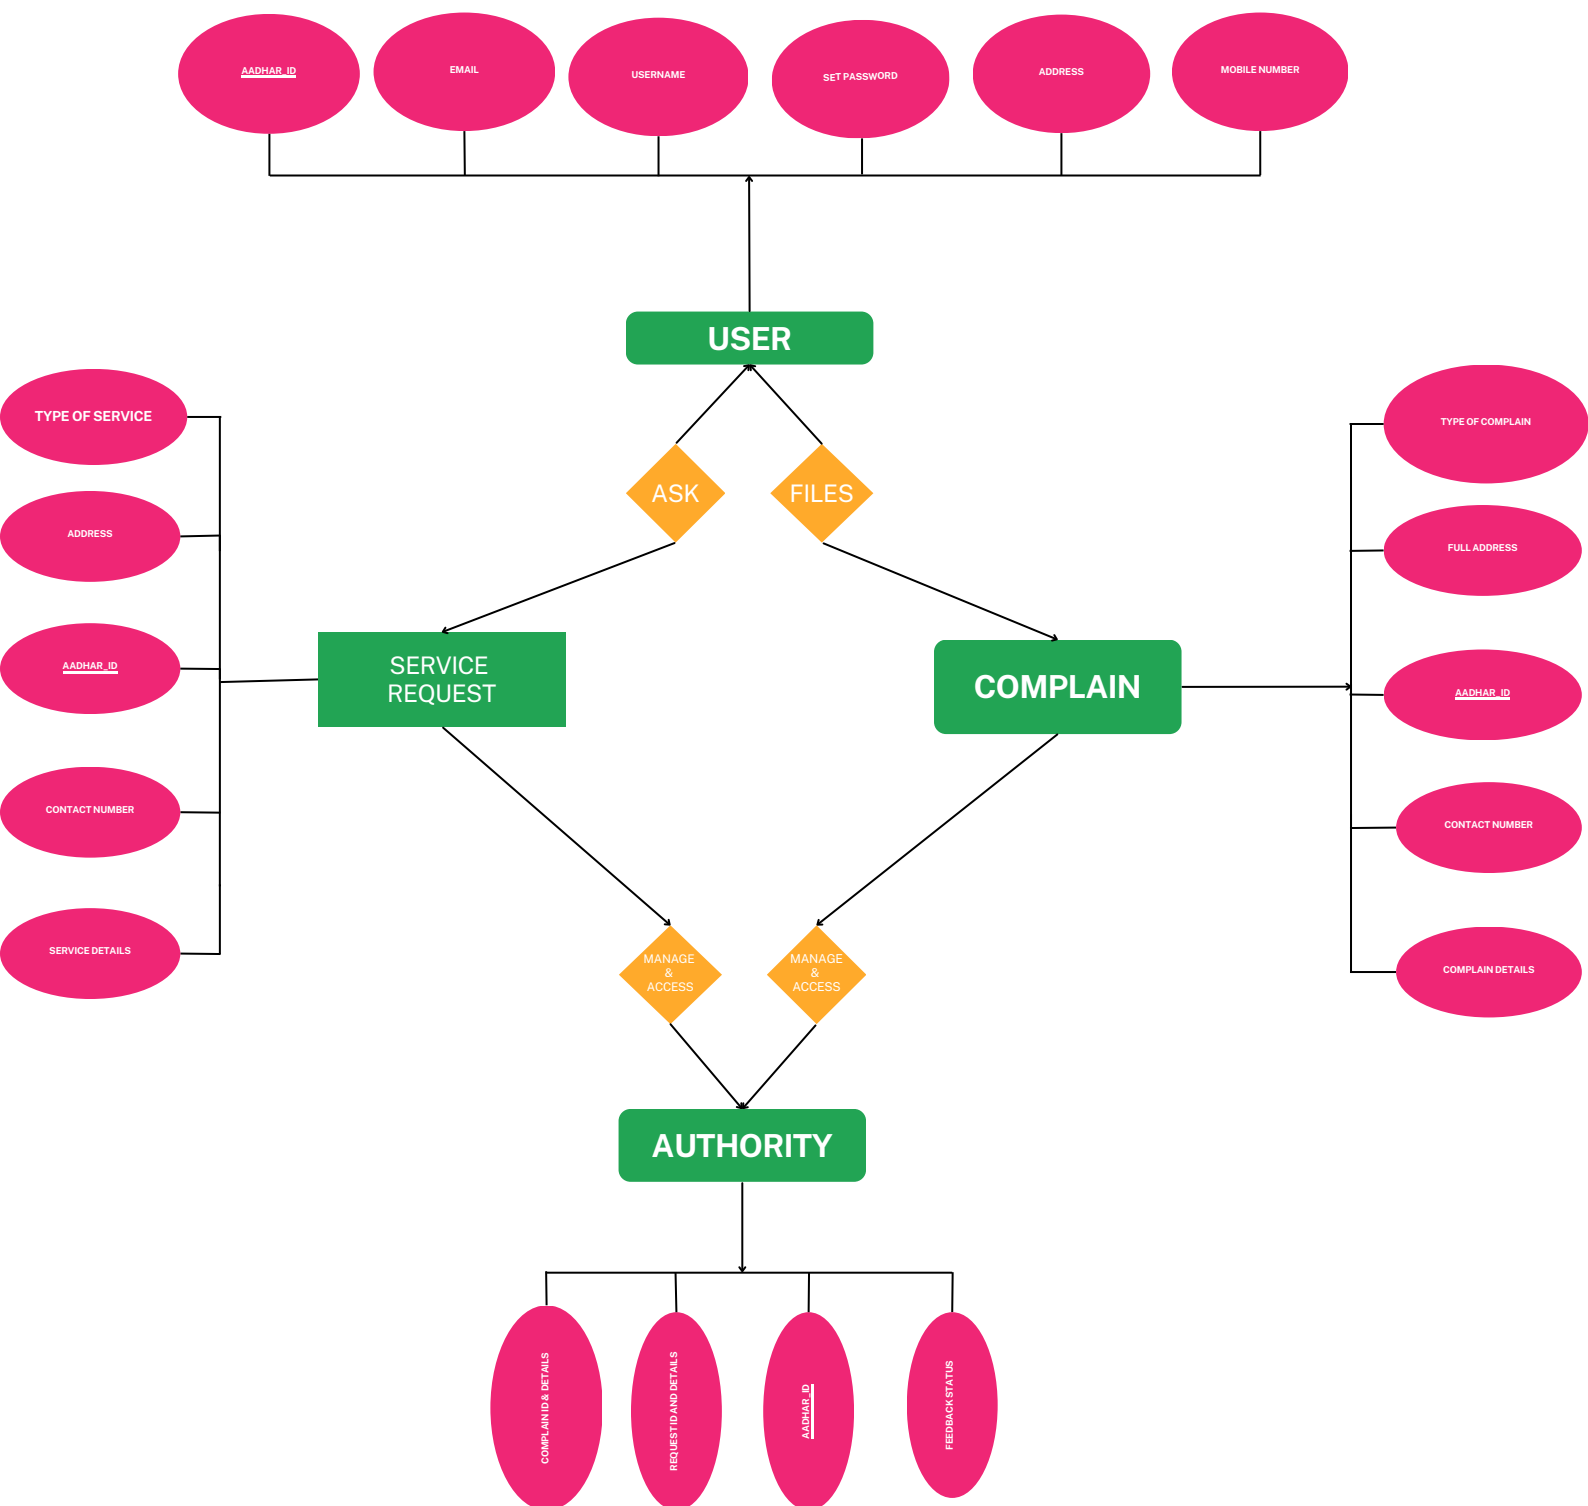 AADHAR_ID
EMAIL
USERNAME
SET PASSWORD
ADDRESS
MOBILE NUMBER
USER
TYPE OF SERVICE
ADDRESS
AADHAR_ID
CONTACT NUMBER
SERVICE DETAILS
ASK
FILES
SERVICE
REQUEST
COMPLAIN
TYPE OF COMPLAIN
FULL ADDRESS
AADHAR_ID
CONTACT NUMBER
COMPLAIN DETAILS
MANAGE
&
ACCESS
MANAGE
&
ACCESS
AUTHORITY
COMPLAIN ID & DETAILS
REQUEST ID AND DETAILS
AADHAR_ID
FEEDBACK STATUS